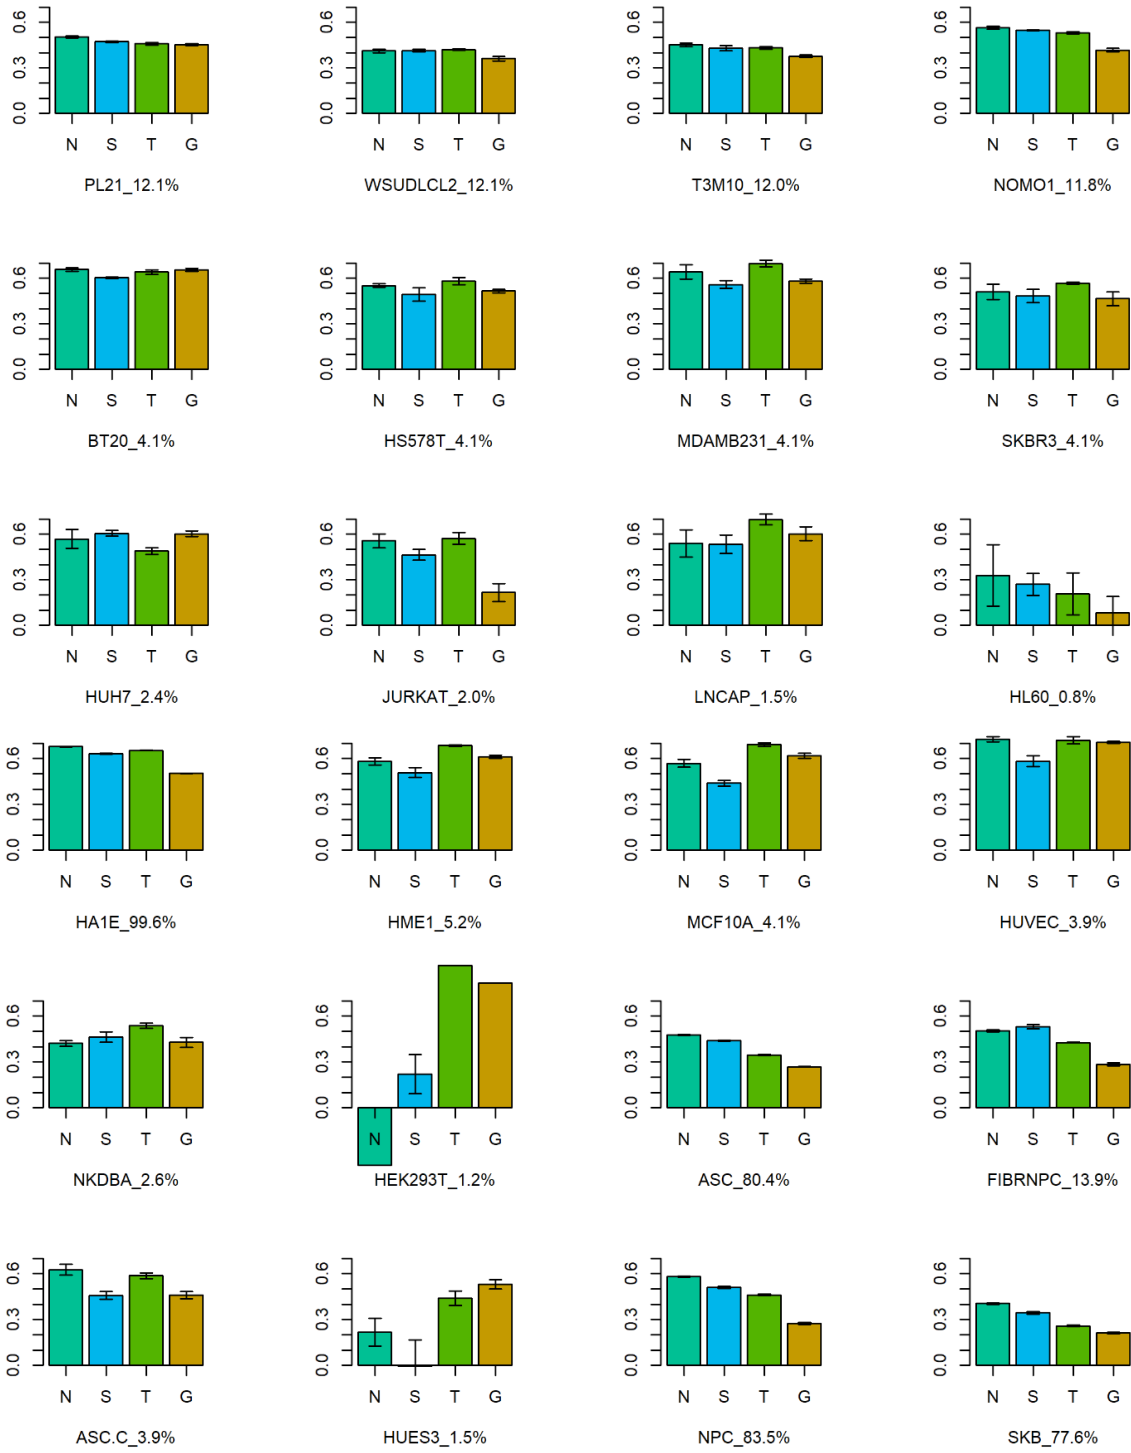 0.6 0.6 0.6 0.6
0.3 0.3 0.3 0.3
0.0 0.0 0.0 0.0
N S T G N S T G N S T G N S T G
PL21_12.1% WSUDLCL2_12.1% T3M10_12.0% NOMO1_11.8%
0.6 0.6 0.6 0.6
0.3 0.3 0.3 0.3
0.0 0.0 0.0 0.0
N S T G N S T G N S T G N S T G
BT20_4.1% HS578T_4.1% MDAMB231_4.1% SKBR3_4.1%
0.6 0.6 0.6 0.6
0.3 0.3 0.3 0.3
0.0 0.0 0.0 0.0
N S T G N S T G N S T G N S T G
HUH7_2.4% JURKAT_2.0% LNCAP_1.5% HL60_0.8%
0.6 0.6 0.6 0.6
0.3 0.3 0.3 0.3
0.0 0.0 0.0 0.0
N S T G N S T G N S T G N S T G
HA1E_99.6% HME1_5.2% MCF10A_4.1% HUVEC_3.9%
0.6 0.6 0.6 0.6
0.3 0.3 0.3 0.3
0.0 0.0 0.0 0.0
N S T G N S T G N S T G N S T G
NKDBA_2.6% HEK293T_1.2% ASC_80.4% FIBRNPC_13.9%
0.6 0.6 0.6 0.6
0.3 0.3 0.3 0.3
0.0 0.0 0.0 0.0
N S T G N S T G N S T G N S T G
ASC.C_3.9% HUES3_1.5% NPC_83.5% SKB_77.6%